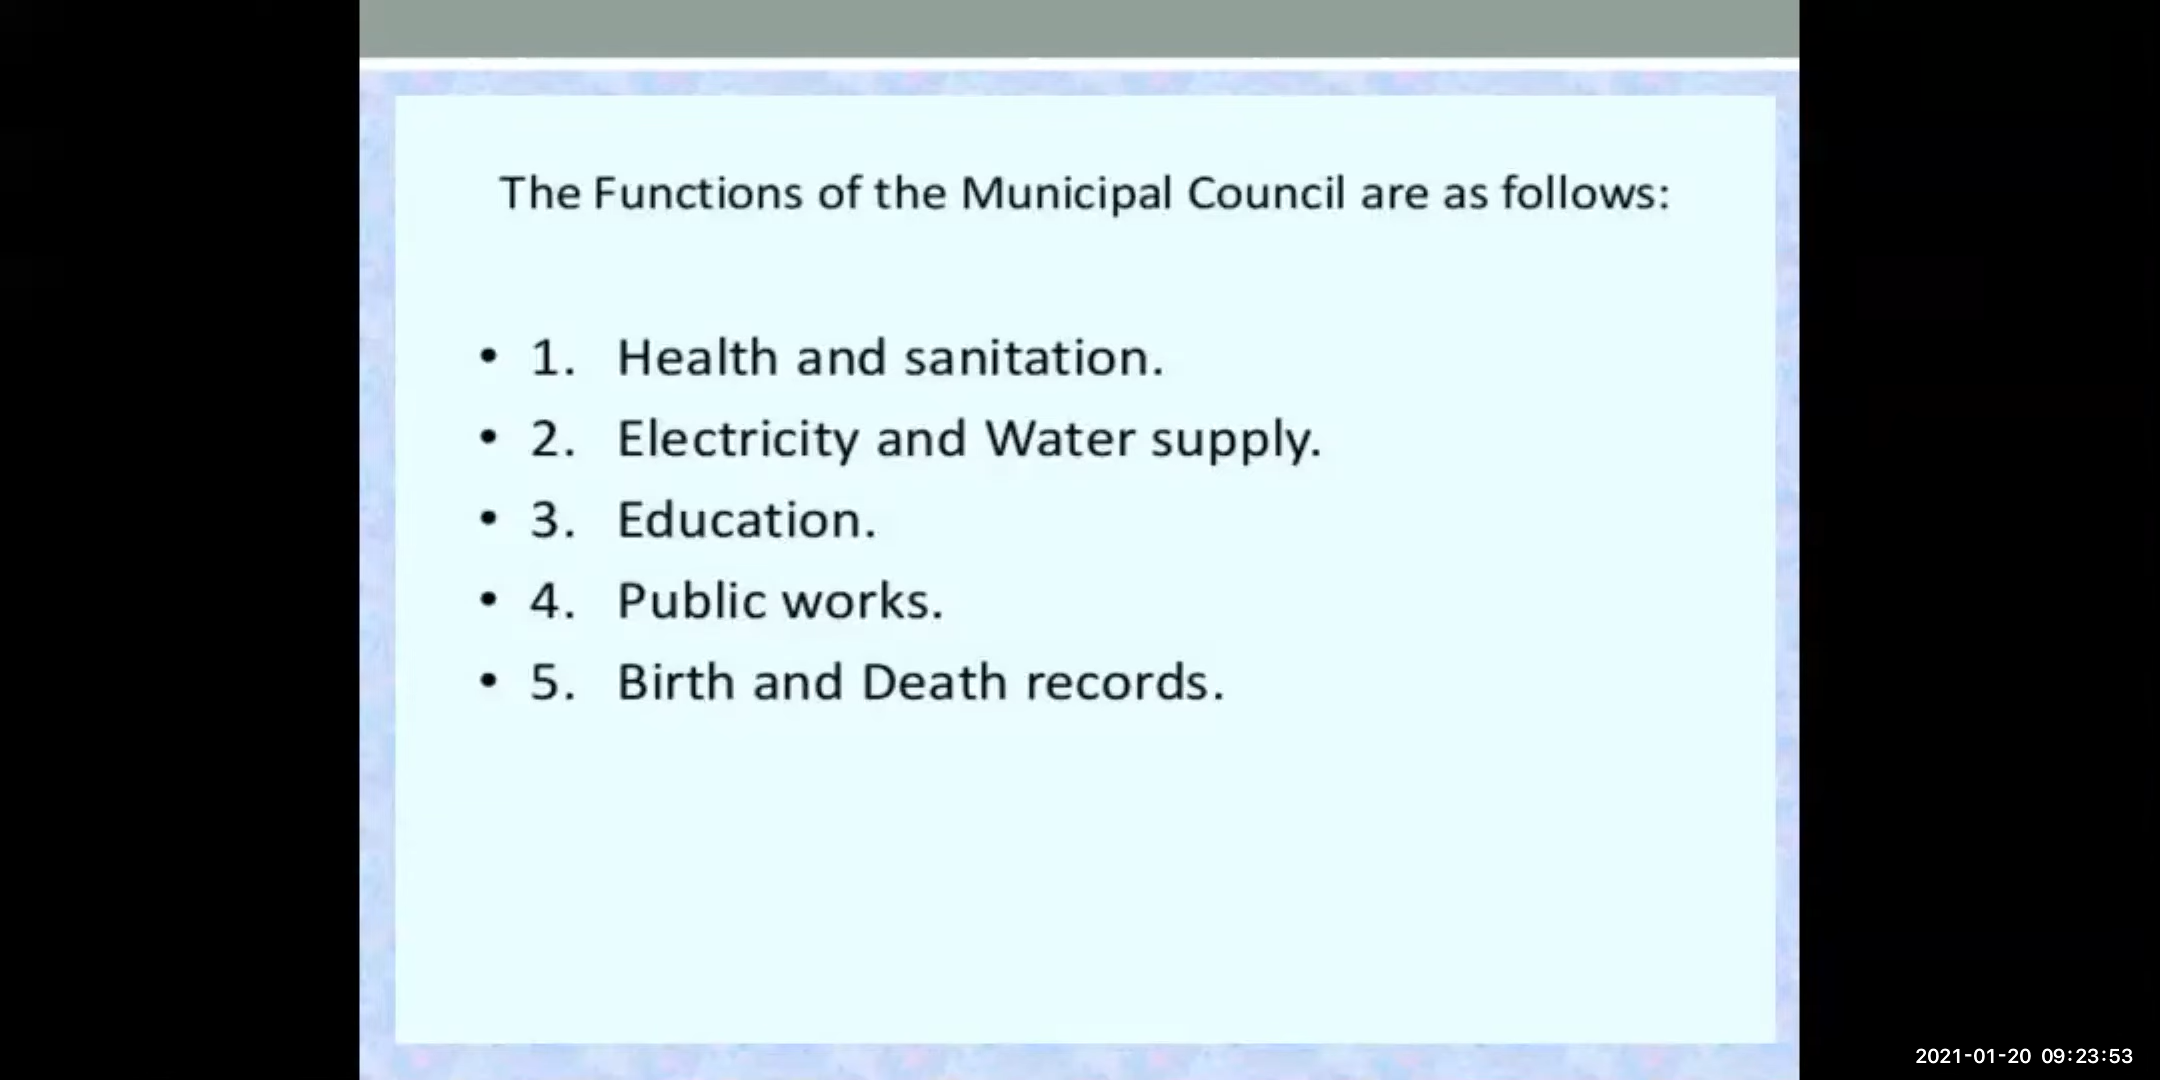 The Functions of the Municipal Council are as follows:
• 1. Health and sanitation.
• 2. Electricity and Water supply.
• 3. Education.
• 4. Public works.
• 5. Birth and Death records.
2021-01-20 09:23:53